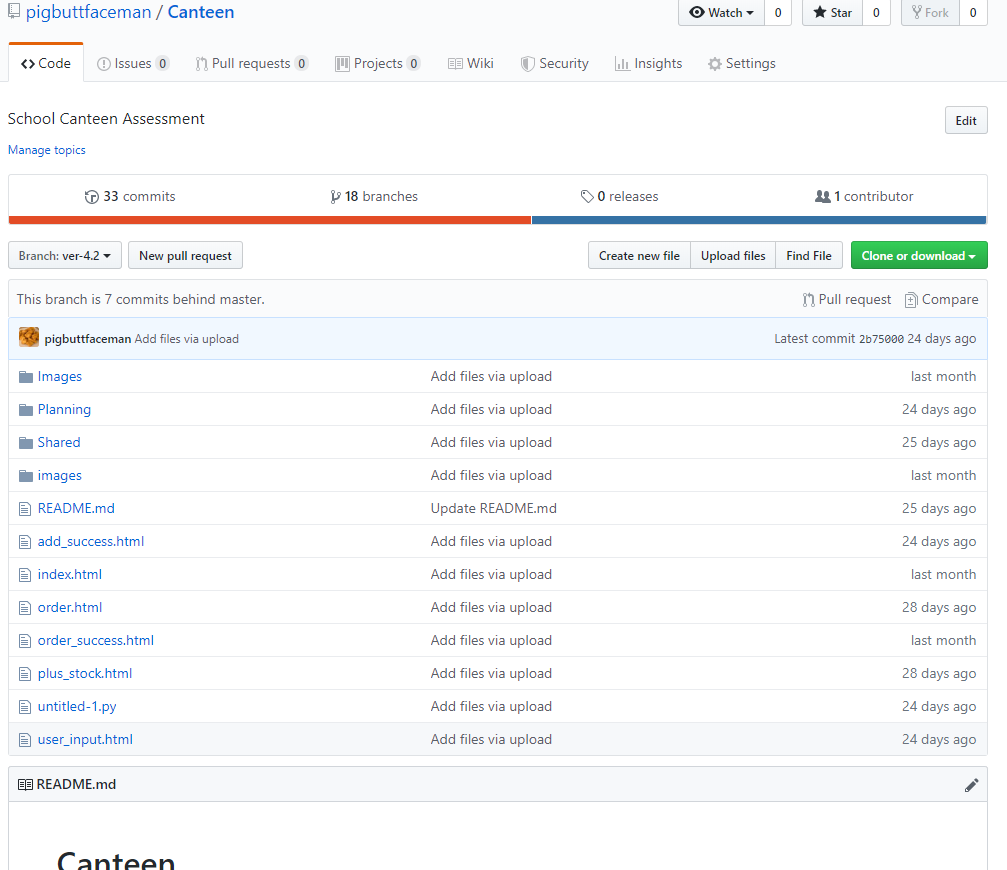 pigbuttfaceman / Canteen Watch 0 Star 0 Fork 0
Code Issues 0 Pull requests 0 Projects 0 Wiki Security Insights Settings
School Canteen Assessment Edit
Manage topics
33 commits 18 branches 0 releases 1 contributor
Branch: ver-4.2 New pull request Create new file Upload files Find File Clone or download
This branch is 7 commits behind master. Pull request Compare
pigbuttfaceman Add files via upload Latest commit 2b75000 24 days ago
Images Add files via upload last month
Planning Add files via upload 24 days ago
Shared Add files via upload 25 days ago
images Add files via upload last month
README.md Update README.md 25 days ago
add_success.html Add files via upload 24 days ago
index.html Add files via upload last month
order.html Add files via upload 28 days ago
order_success.html Add files via upload last month
plus_stock.html Add files via upload 28 days ago
untitled-1.py Add files via upload 24 days ago
user_input.html Add files via upload 24 days ago
README.md
Canteen